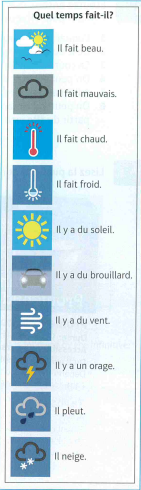 Quel temps fait-il?
Il fait beau.
Il fait mauvais.
Il fait chaud.
Il fait froid.
Il y a du soleil.
Il y a du brouillard.
Il y a du vent.
Il y a un orage.
Il pleut.
Il neige.